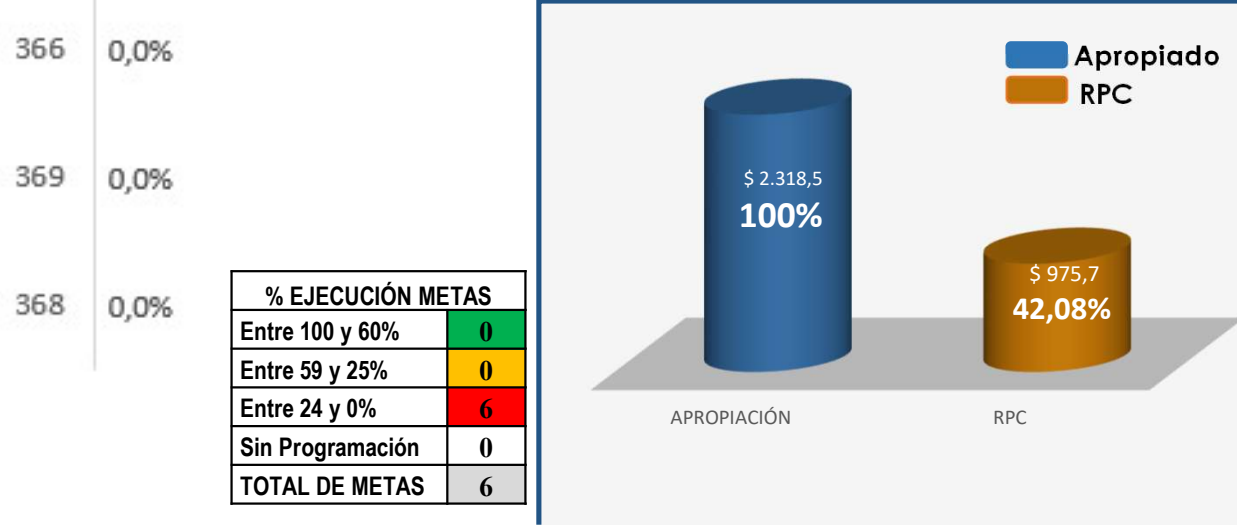 366 0,0%
369 0,0%
368 0,0%
% EJECUCIÓN METAS
Entre 100 y 60% 0
Entre 59 y 25% 0
Entre 24 y 0% 6
Sin Programación 0
TOTAL DE METAS 6
Apropiado
RPC
$ 2.318,5
100%
$ 975,7
42,08%
APROPIACIÓN RPC